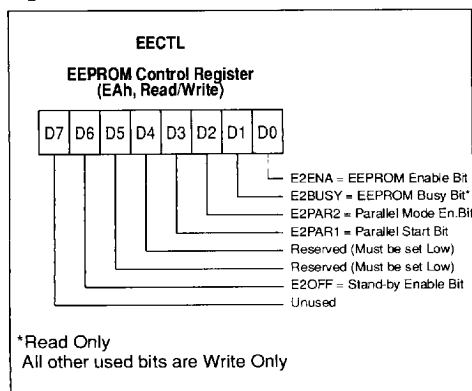 EECTL
EEPROM Control Register
(EAh, Read/Write)
D7 D6 D5 D4 D3 D2 D1 D0
E2ENA = EEPROM Enable Bit
E2BUSY = EEPROM Busy Bit*
E2PAR2 = Parallel Mode En.Bit
E2PAR1 = Parallel Start Bit
Reserved (Must be set Low)
Reserved (Must be set Low)
E2OFF = Stand-by Enable Bit
Unused
*Read Only
All other used bits are Write Only